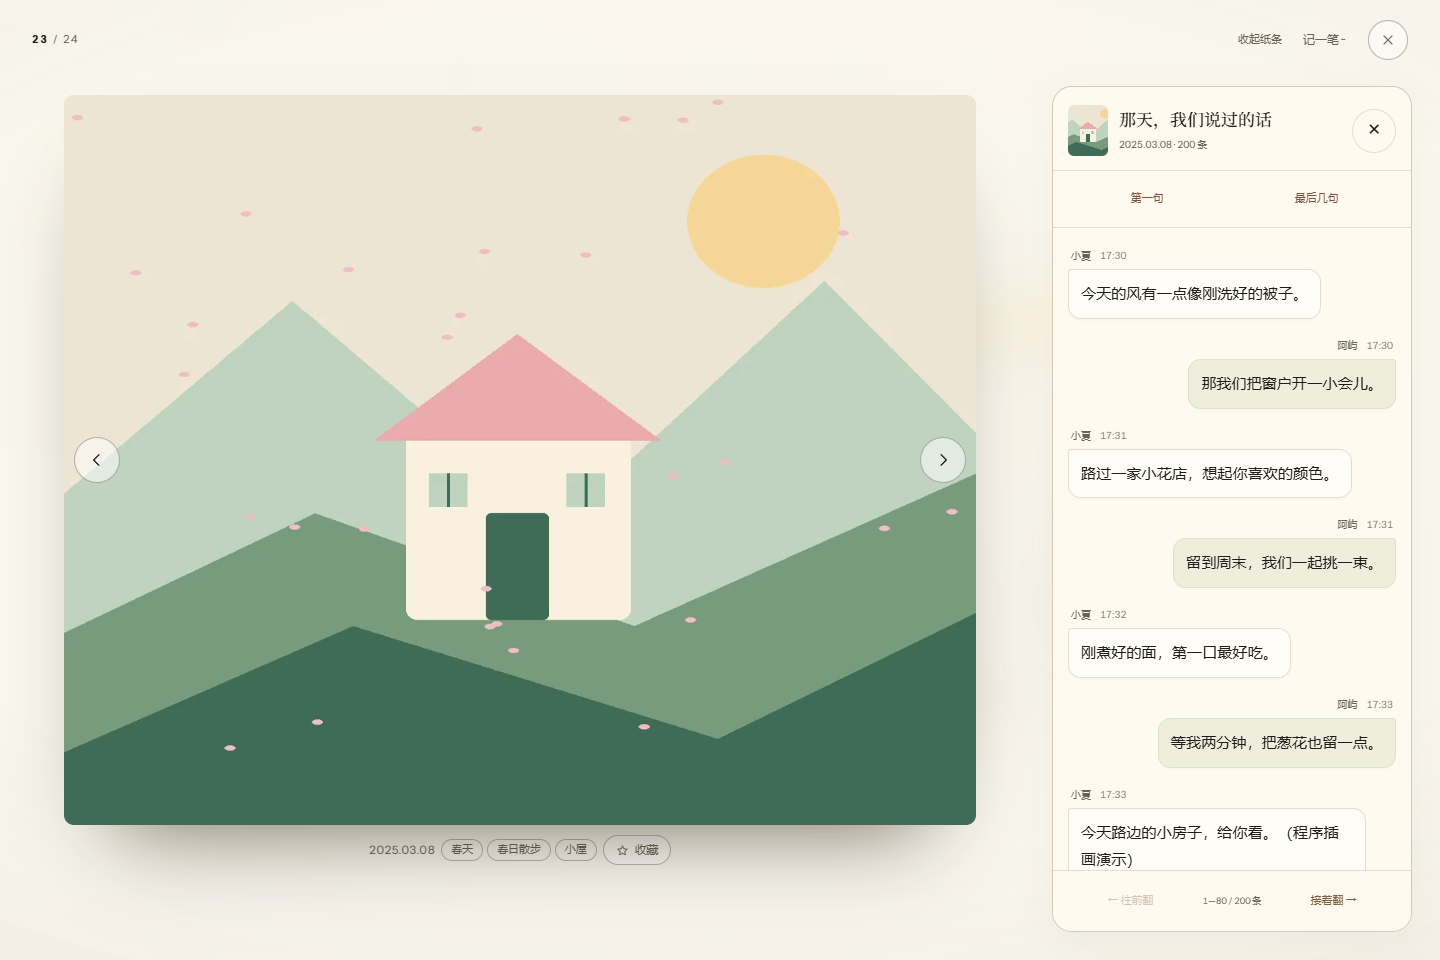 23 / 24
收起纸条
记一笔 -
那天，我们说过的话
2025.03.08 · 200 条
第一句
最后几句
小夏 17:30
今天的风有一点像刚洗好的被子。
阿屿 17:30
那我们把窗户开一小会儿。
小夏 17:31
路过一家小花店，想起你喜欢的颜色。
阿屿 17:31
留到周末，我们一起挑一束。
小夏 17:32
刚煮好的面，第一口最好吃。
阿屿 17:33
等我两分钟，把葱花也留一点。
小夏 17:33
今天路边的小房子，给你看。（程序插
画演示）
2025.03.08 春天 春日散步 小屋 收藏
← 往前翻
1—80 / 200 条
接着翻 →